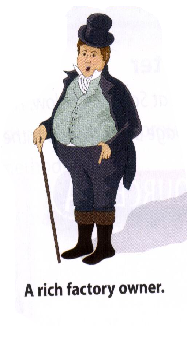 A rich factory owner.